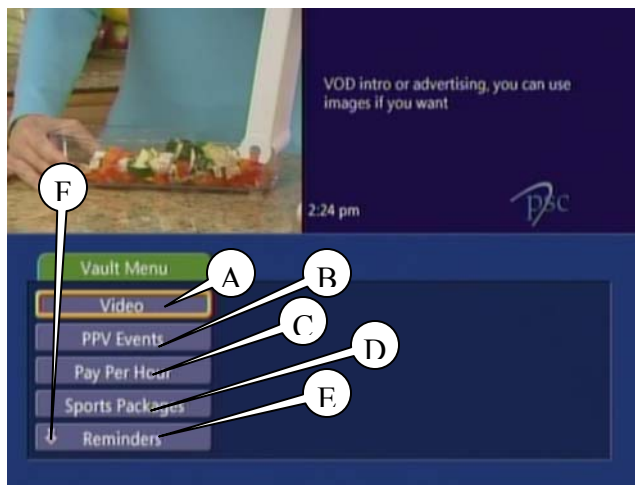 VOD intro or advertising, you can use
images if you want
F
2:24 pm
psc
Vault Menu
A
B
Video
C
PPV Events
D
Pay Per Hour
E
Sports Packages
Reminders